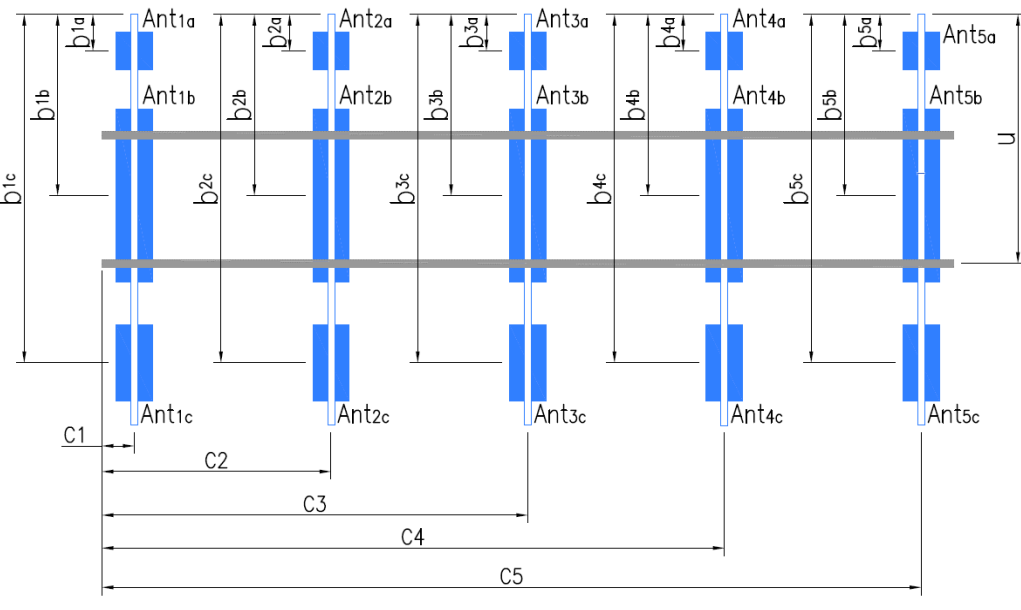 Ant1a
Ant2a
Ant3a
Ant4a
Ant5a
b1a
b2a
b3a
b4a
b5a
Ant1b
Ant2b
Ant3b
Ant4b
Ant5b
b1b
b2b
b3b
b4b
b5b
u
b1c
b2c
b3c
b4c
b5c
Ant1c
Ant2c
Ant3c
Ant4c
Ant5c
C1
C2
C3
C4
C5